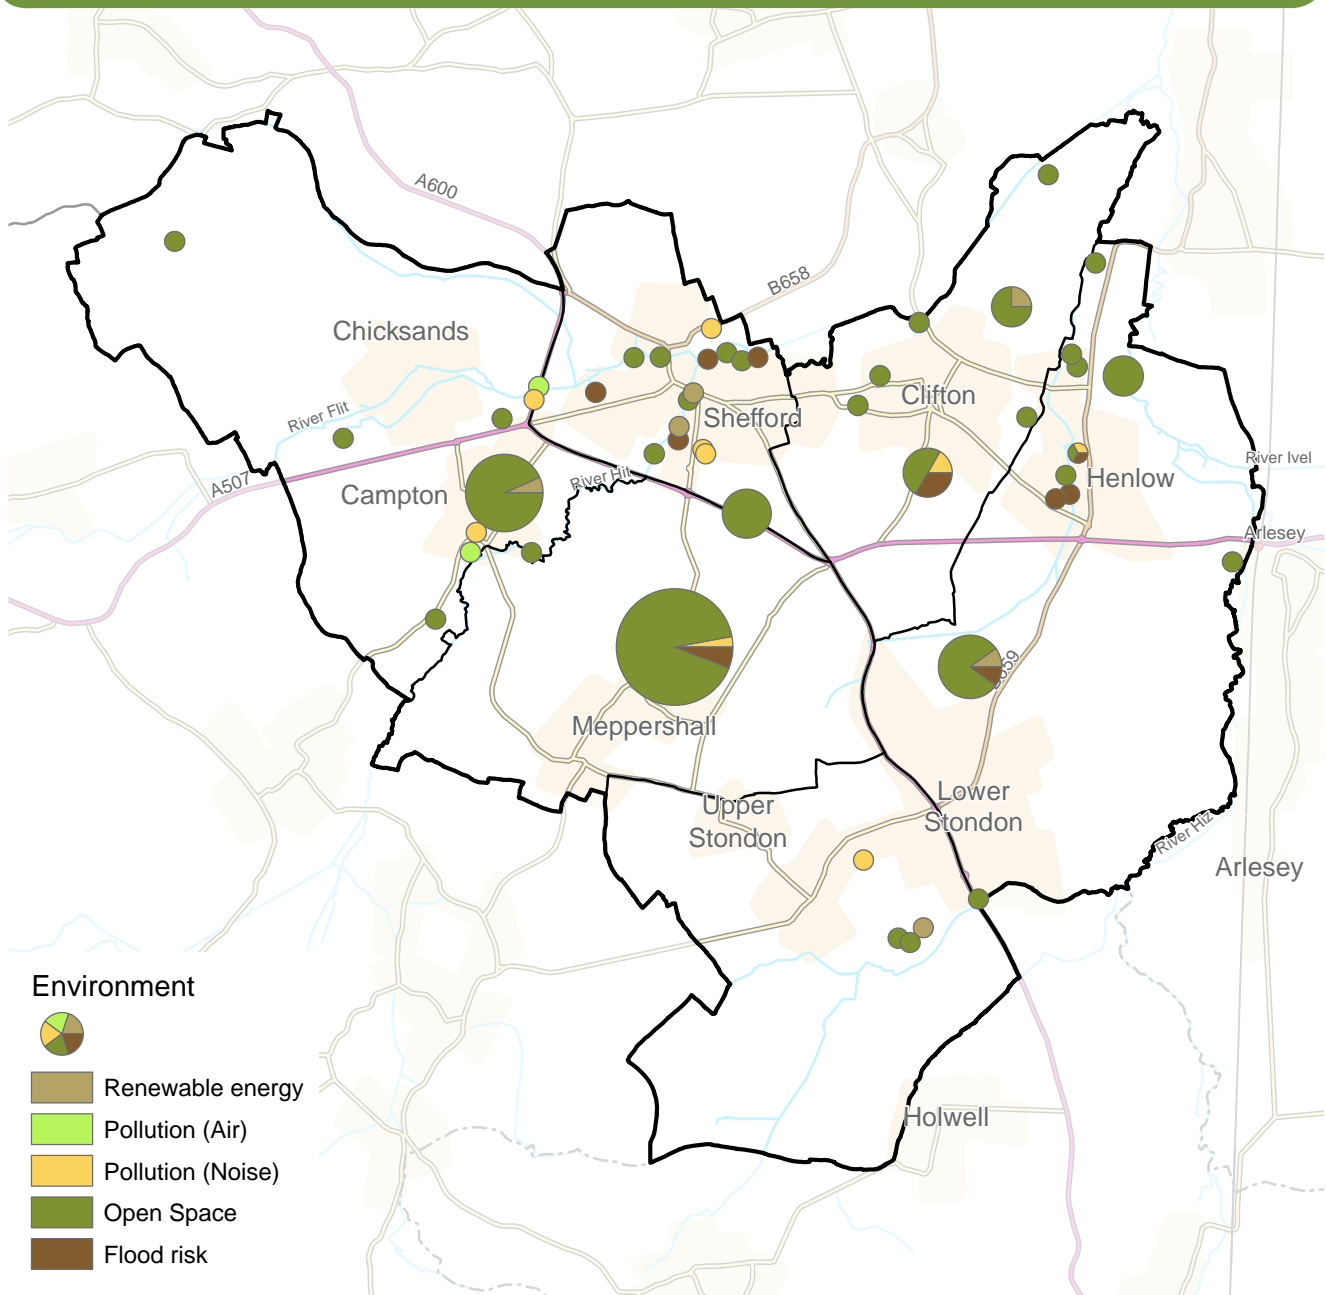 A600
B658
Chicksands
River Flit
Shefford
Clifton
A507
Campton
River Hit
Henlow
River Ivel
Arlesey
Meppershall
Upper
Stondon
Lower
Stondon
River Hiz
Arlesey
Holwell
Environment
Renewable energy
Pollution (Air)
Pollution (Noise)
Open Space
Flood risk